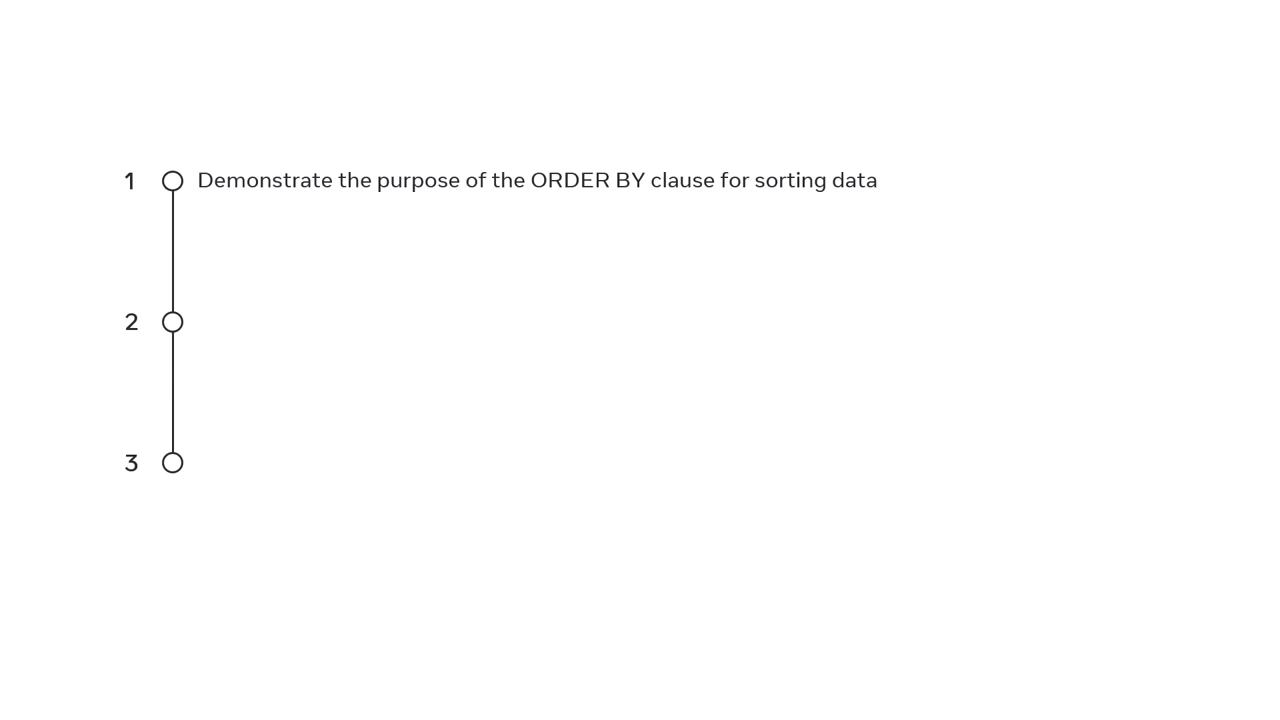 1 Demonstrate the purpose of the ORDER BY clause for sorting data
2
3